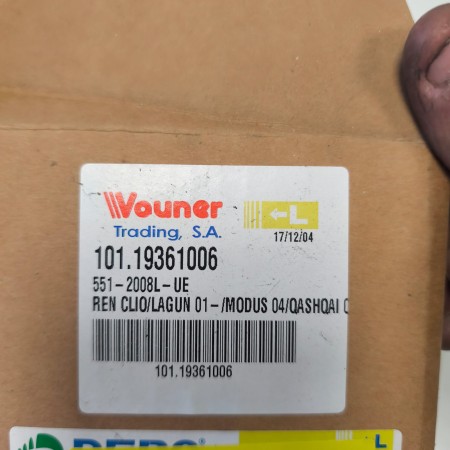 Vouner
Trading, S.A.
←L
17/12/04
101.19361006
551-2008L-UE
REN CLIO/LAGUN 01-/MODUS 04/QASHQAI
101.19361006
L